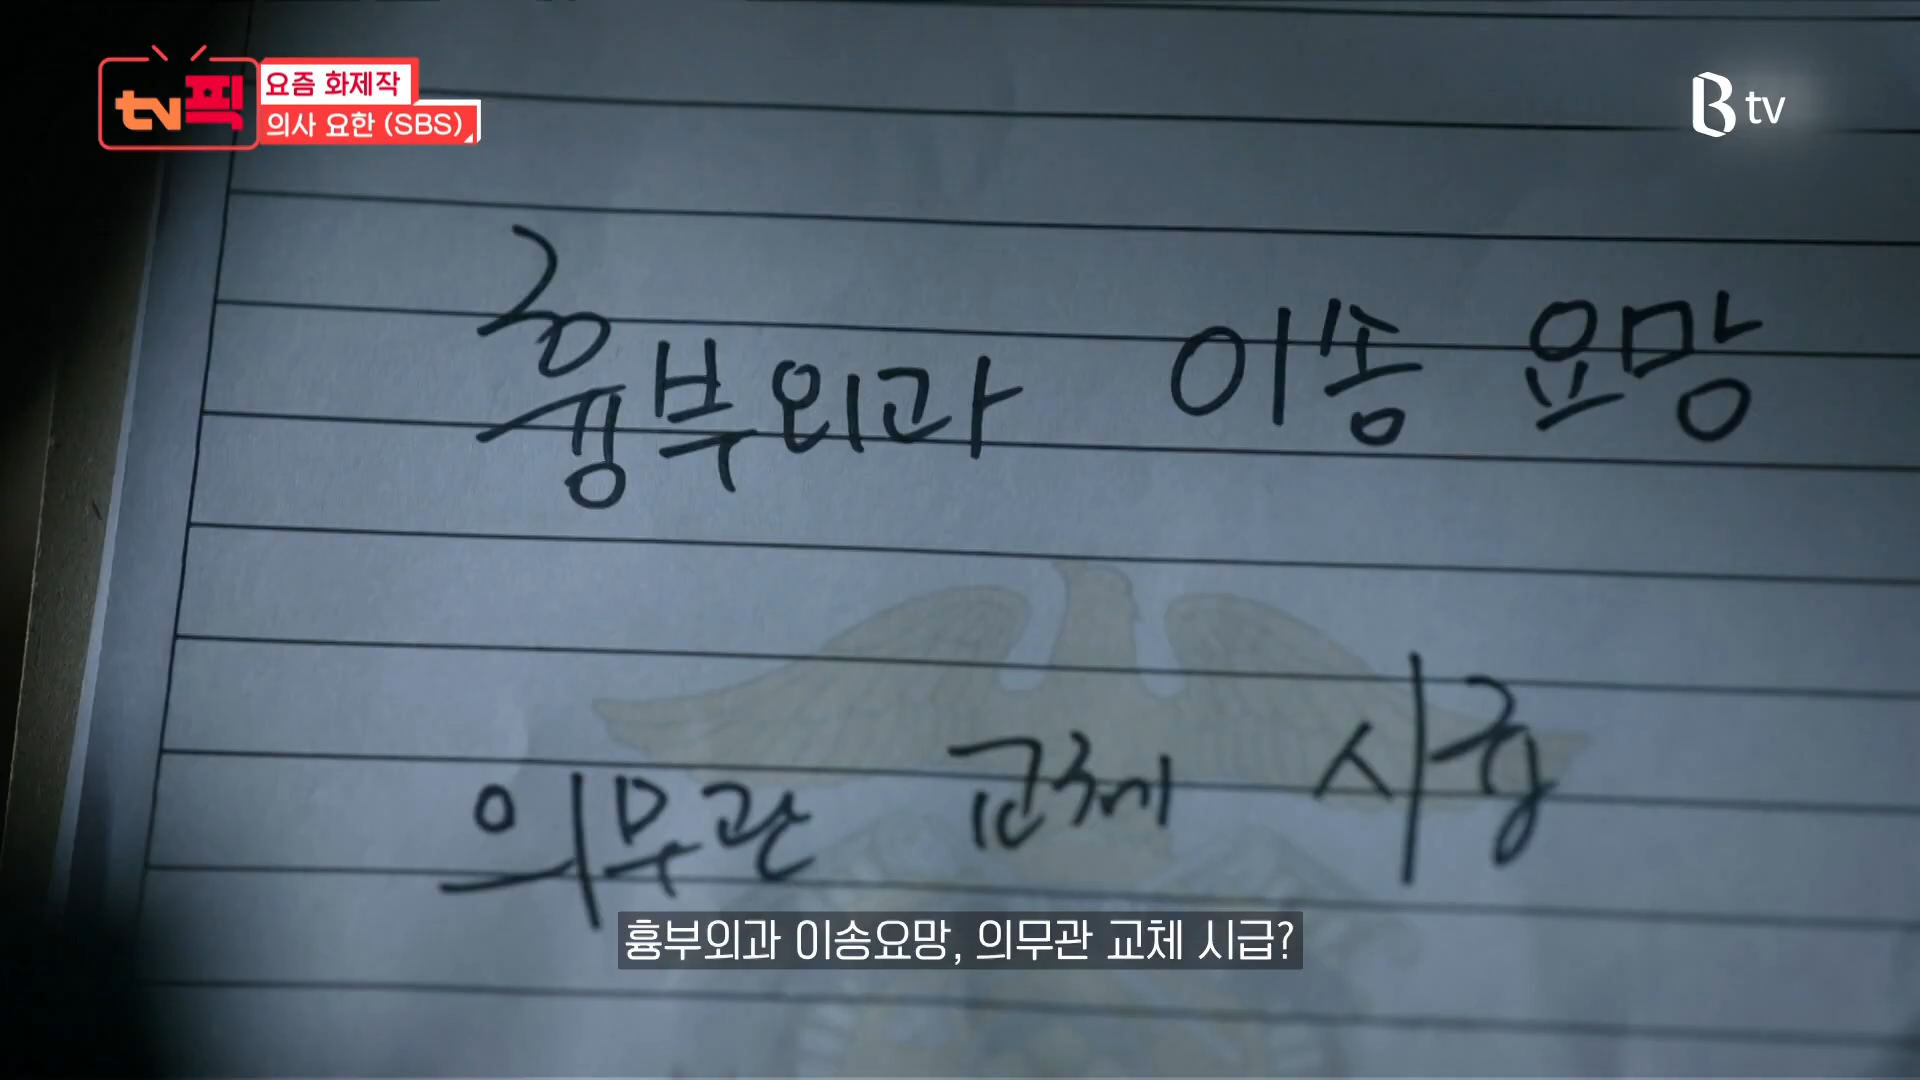 tv픽
요즘 화제작
의사 요한 (SBS)
B tv
흉부외과 이송 요망
의무관 교체 시급
흉부외과 이송요망, 의무관 교체 시급?